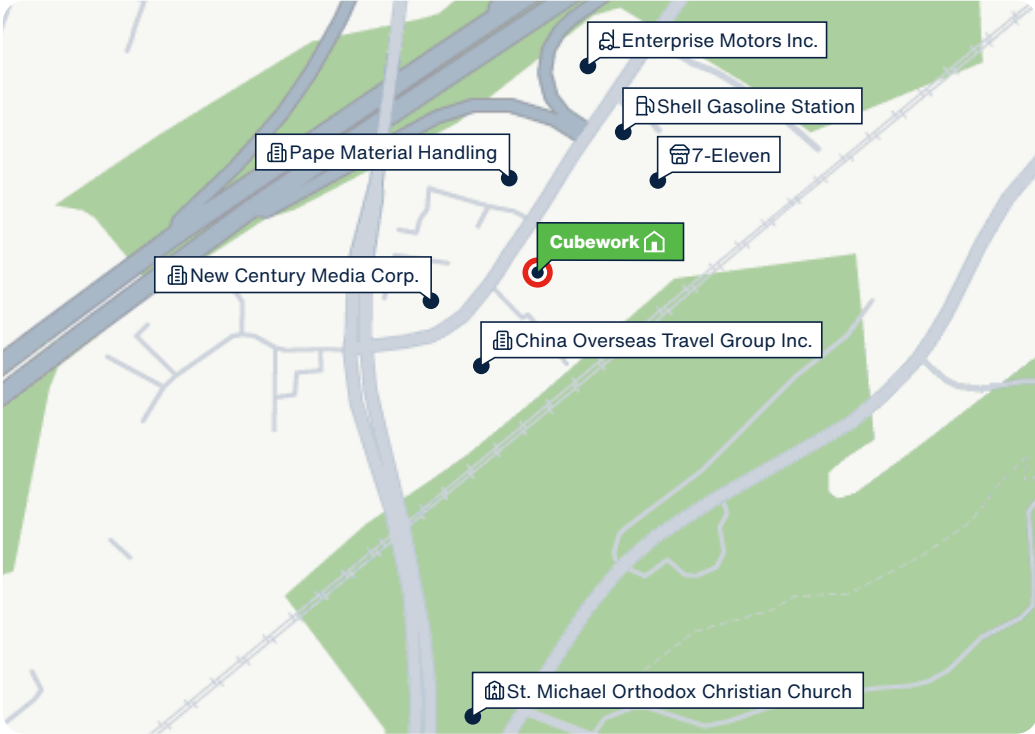 Enterprise Motors Inc.
Shell Gasoline Station
Pape Material Handling
7-Eleven
Cubework
New Century Media Corp.
China Overseas Travel Group Inc.
St. Michael Orthodox Christian Church